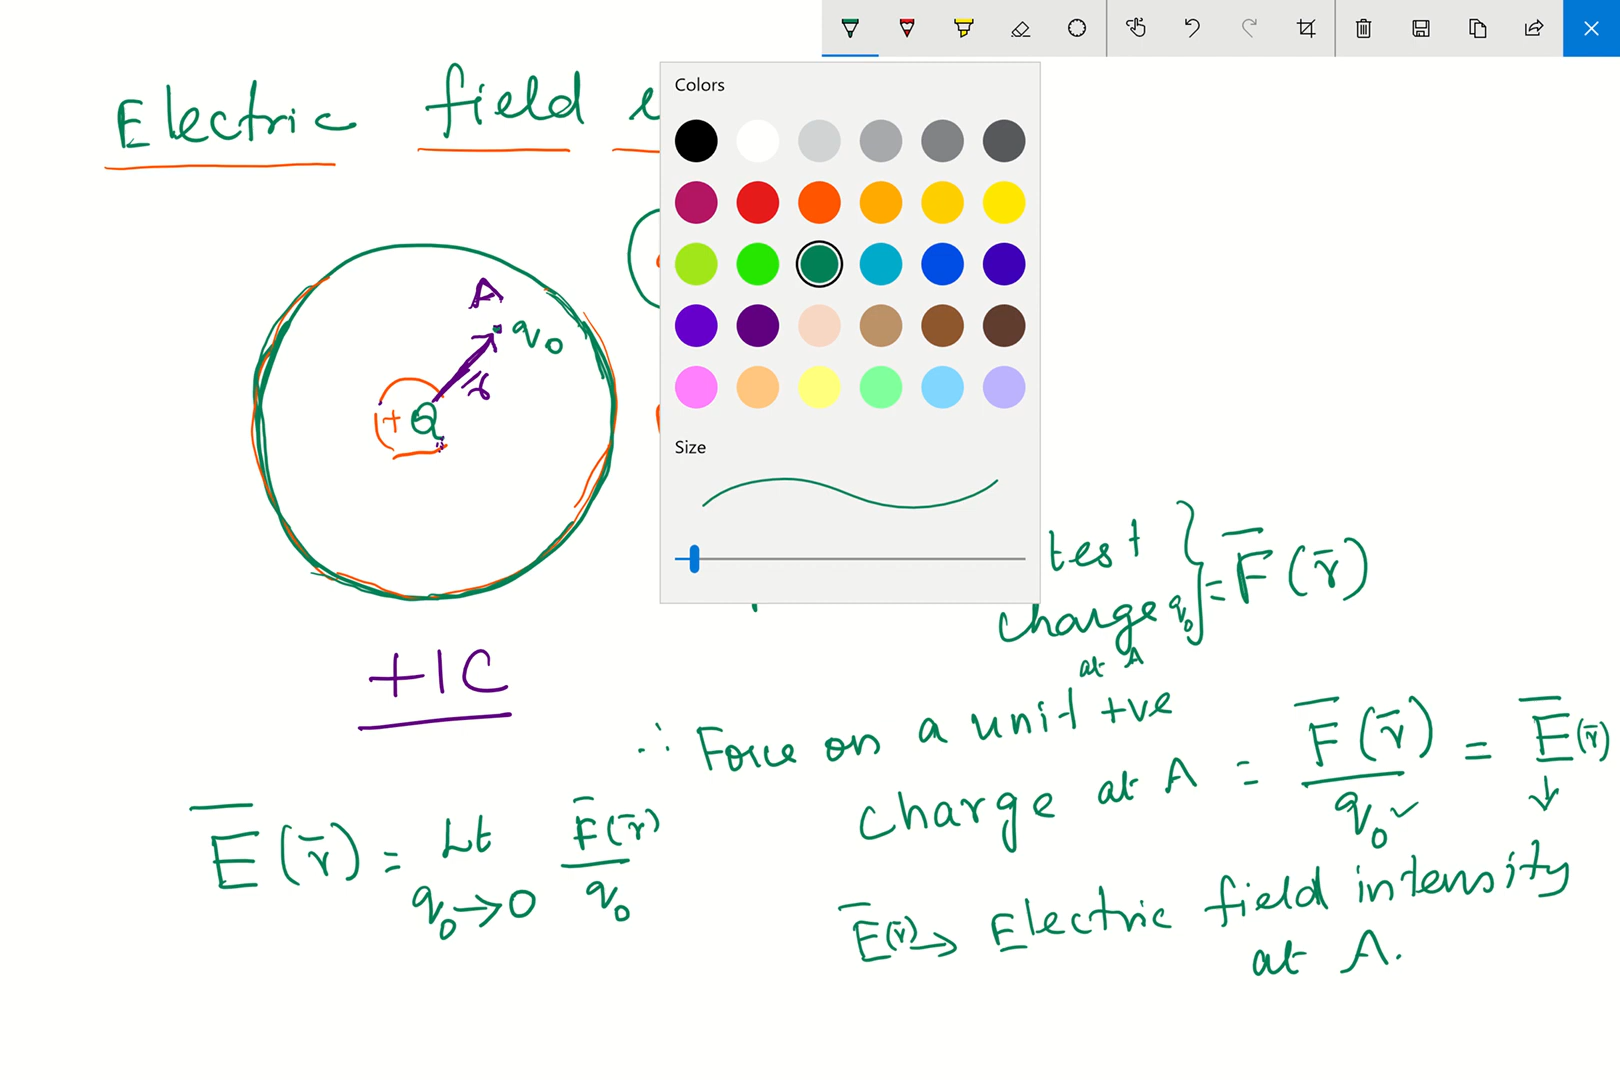 Electric field
Colors
A
q₀
r̄
+ Q
Size
test
charge q₀ } = F̄(r̄)
at A
+1C
∴ Force on a unit +ve
charge at A = F̄(r̄)/q₀ = Ē(r̄)
Ē(r̄) = Lt q₀→0 F̄(r̄)/q₀
Ē(r̄) → Electric field intensity
at A.